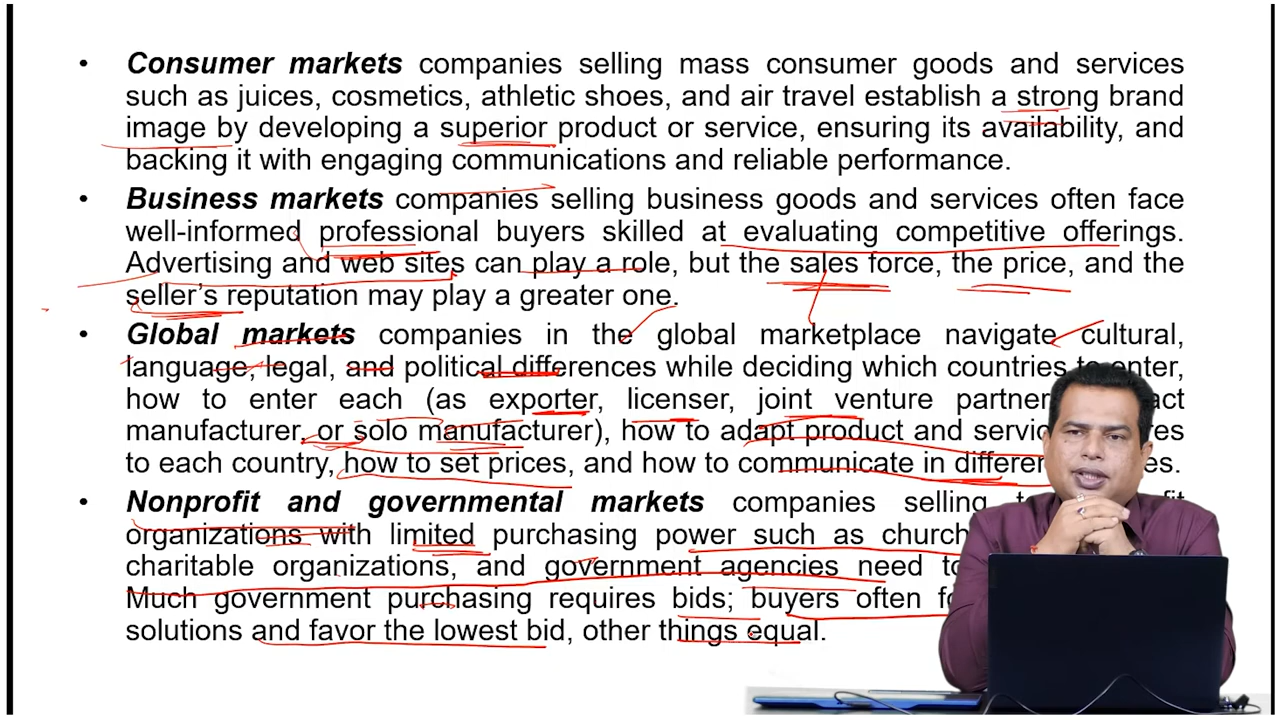 • Consumer markets companies selling mass consumer goods and services
such as juices, cosmetics, athletic shoes, and air travel establish a strong brand
image by developing a superior product or service, ensuring its availability, and
backing it with engaging communications and reliable performance.
• Business markets companies selling business goods and services often face
well-informed professional buyers skilled at evaluating competitive offerings.
Advertising and web sites can play a role, but the sales force, the price, and the
seller's reputation may play a greater one.
• Global markets companies in the global marketplace navigate cultural,
language, legal, and political differences while deciding which countries to enter,
how to enter each (as exporter, licenser, joint venture partner
manufacturer, or solo manufacturer), how to adapt product and
to each country, how to set prices, and how to communicate in
• Nonprofit and governmental markets companies selling
organizations with limited purchasing power such as
charitable organizations, and government agencies need
Much government purchasing requires bids; buyers often
solutions and favor the lowest bid, other things equal.